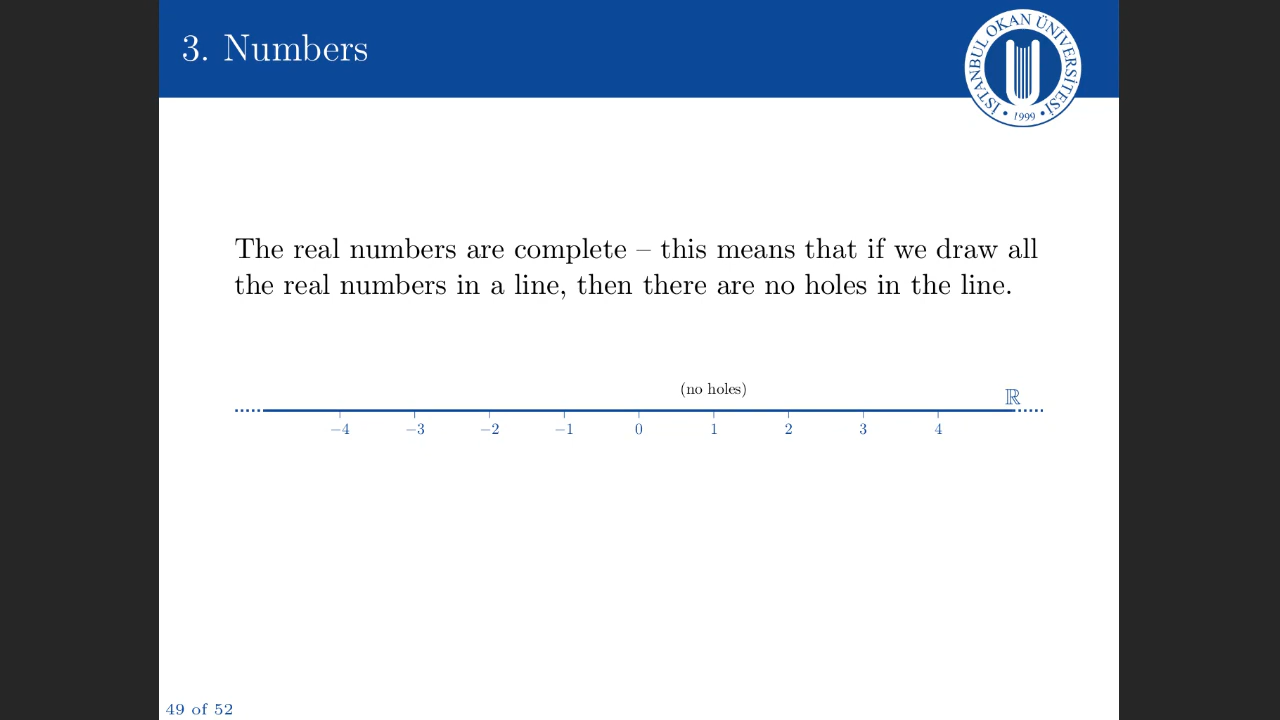 3. Numbers
İSTANBUL OKAN ÜNİVERSİTESİ
• 1999 •
The real numbers are complete – this means that if we draw all
the real numbers in a line, then there are no holes in the line.
(no holes)
ℝ
−4 −3 −2 −1 0 1 2 3 4
49 of 52